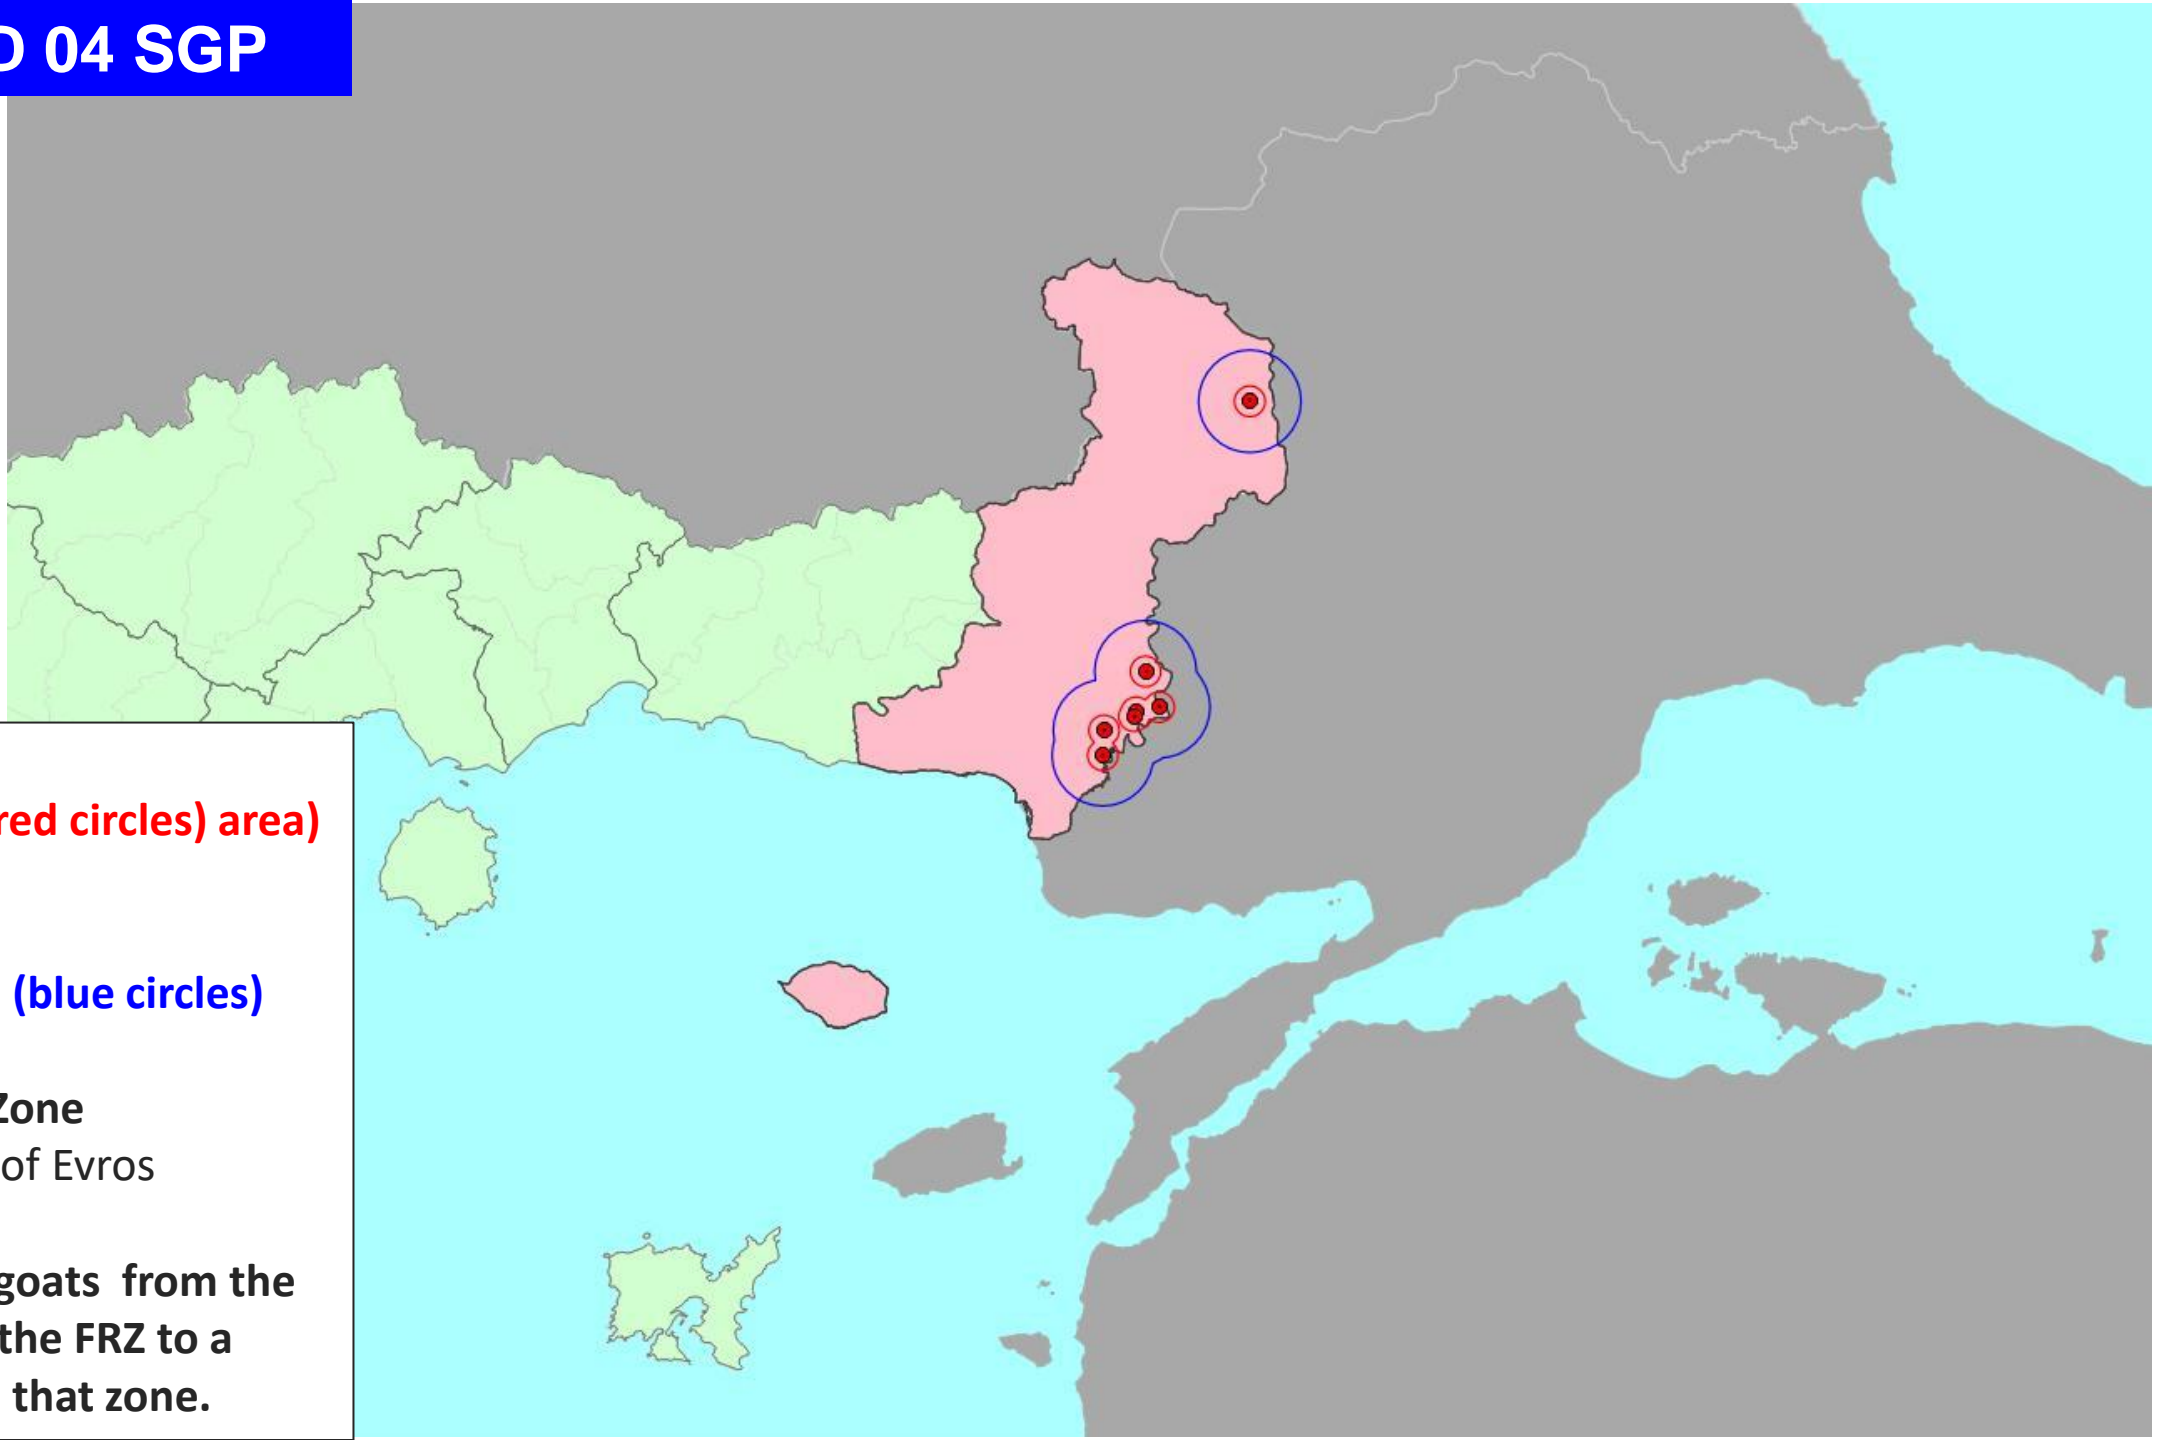 D 04 SGP
red circles) area)
(blue circles)
Zone
of Evros
goats from the
the FRZ to a
that zone.